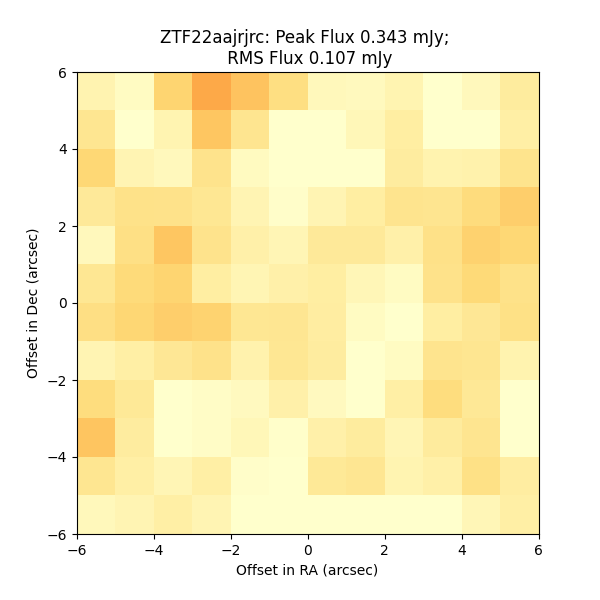 ZTF22aajrjrc: Peak Flux 0.343 mJy;
RMS Flux 0.107 mJy
6
4
2
0
−2
−4
−6
Offset in Dec (arcsec)
−6 −4 −2 0 2 4 6
Offset in RA (arcsec)